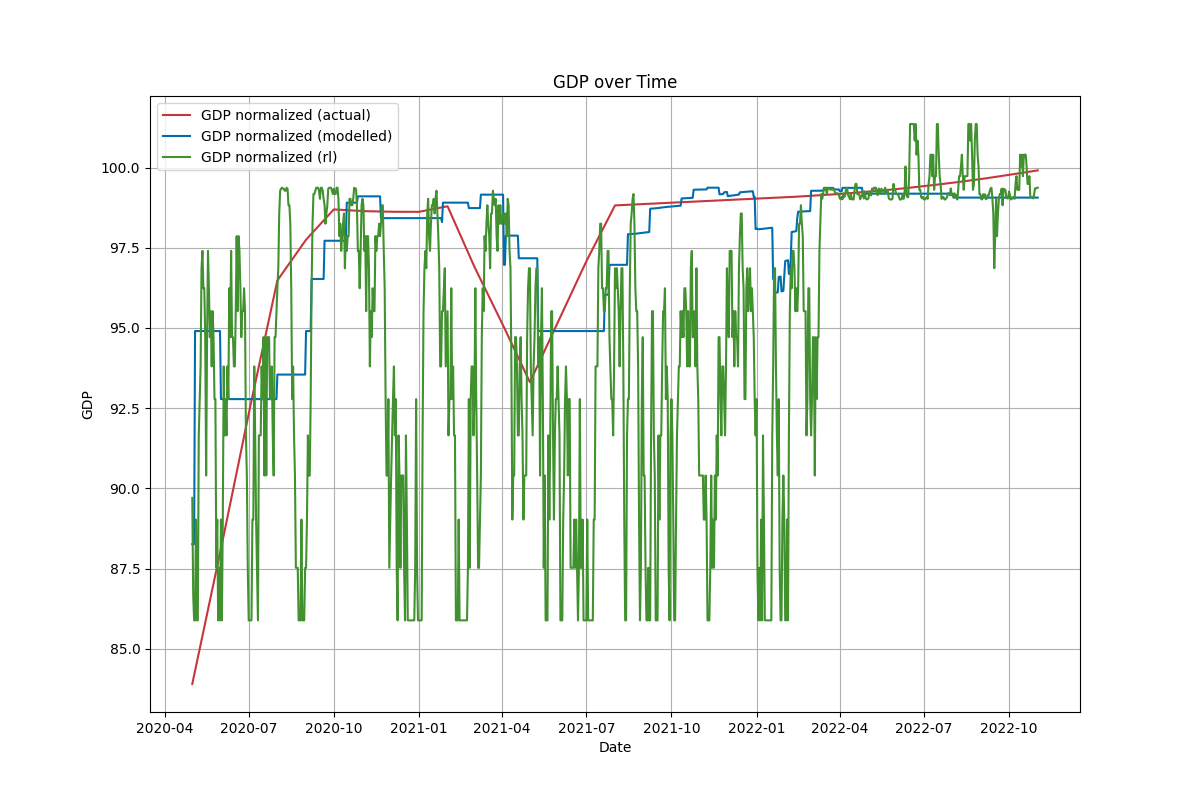 GDP over Time
GDP normalized (actual)
GDP normalized (modelled)
GDP normalized (rl)
100.0
97.5
95.0
92.5
90.0
87.5
85.0
GDP
2020-04 2020-07 2020-10 2021-01 2021-04 2021-07 2021-10 2022-01 2022-04 2022-07 2022-10
Date